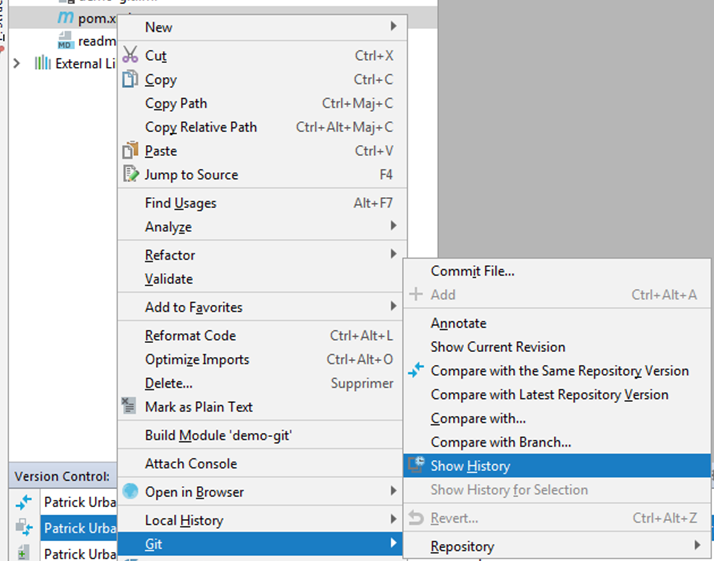 pom.x
New
readm
Cut Ctrl+X
External Li
Copy Ctrl+C
Copy Path Ctrl+Maj+C
Copy Relative Path Ctrl+Alt+Maj+C
Paste Ctrl+V
Jump to Source F4
Find Usages Alt+F7
Analyze
Refactor
Validate
Commit File...
Add Ctrl+Alt+A
Add to Favorites
Annotate
Reformat Code Ctrl+Alt+L
Show Current Revision
Optimize Imports Ctrl+Alt+O
Compare with the Same Repository Version
Delete... Supprimer
Compare with Latest Repository Version
Mark as Plain Text
Compare with...
Build Module 'demo-git'
Compare with Branch...
Attach Console
Show History
Version Control:
Open in Browser
Show History for Selection
Patrick Urba
Local History
Revert... Ctrl+Alt+Z
Patrick Urba
Git
Repository
Patrick Urba